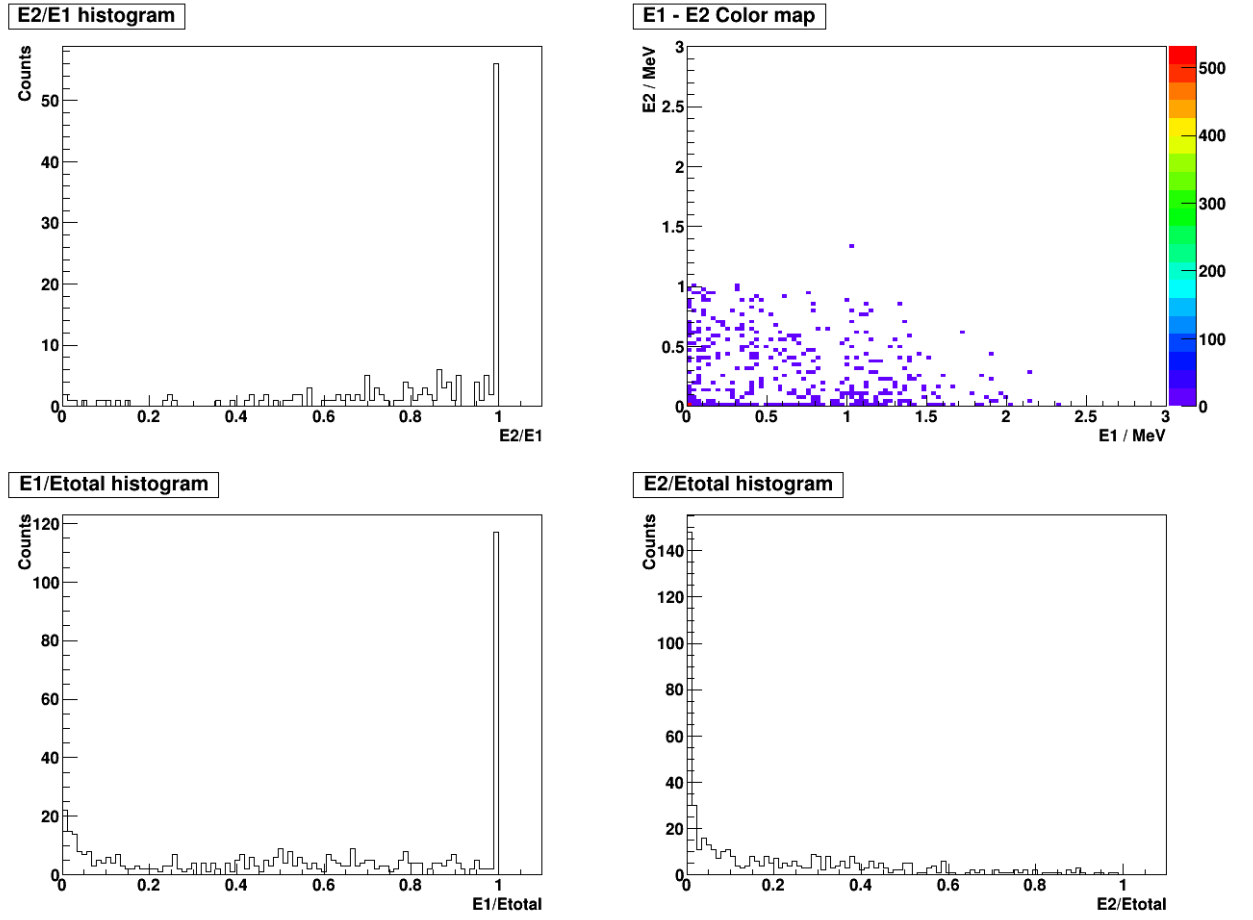 E2/E1 histogram
Counts
50
40
30
20
10
0
0 0.2 0.4 0.6 0.8 1
E2/E1
E1 - E2 Color map
E2 / MeV
3
2.5
2
1.5
1
0.5
0
0 0.5 1 1.5 2 2.5 3
E1 / MeV
500
400
300
200
100
0
E1/Etotal histogram
Counts
120
100
80
60
40
20
0
0 0.2 0.4 0.6 0.8 1
E1/Etotal
E2/Etotal histogram
Counts
140
120
100
80
60
40
20
0
0 0.2 0.4 0.6 0.8 1
E2/Etotal